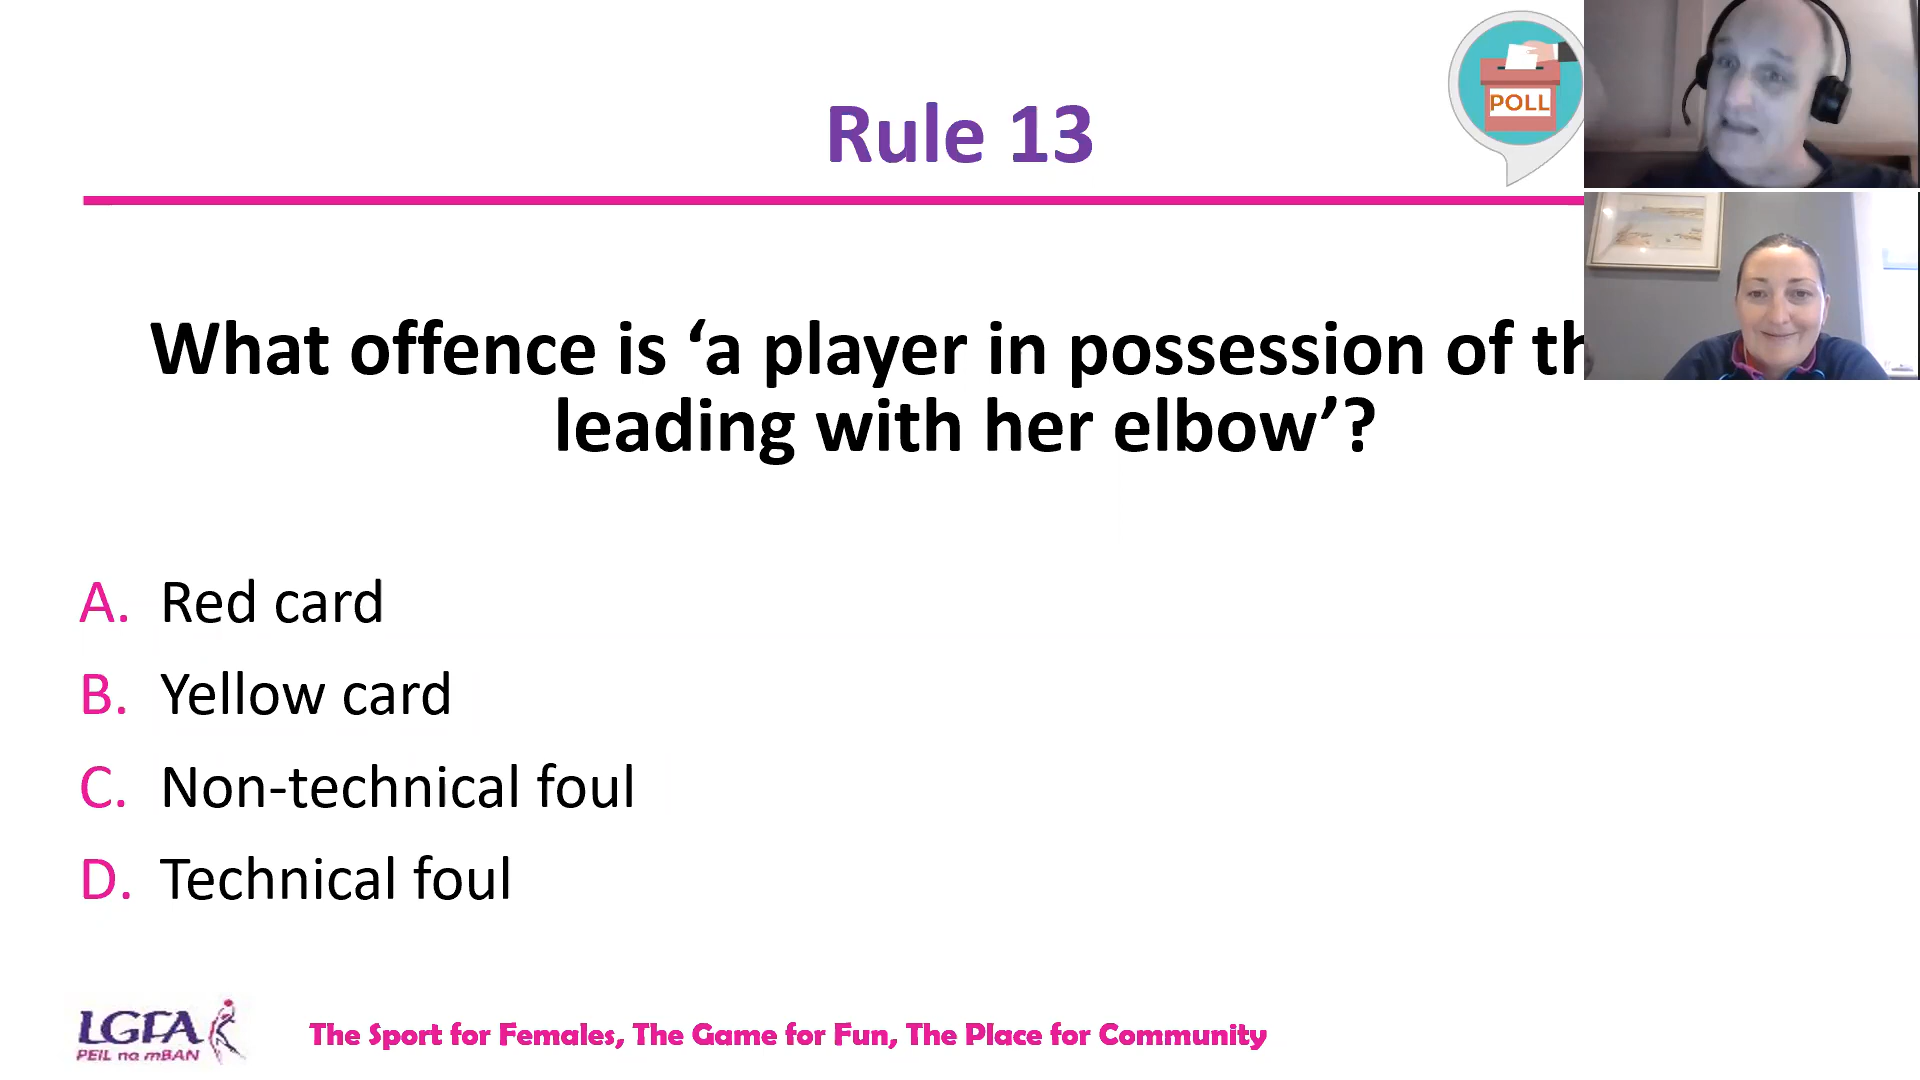 POLL
Rule 13
What offence is ‘a player in possession of
leading with her elbow’?
A. Red card
B. Yellow card
C. Non-technical foul
D. Technical foul
LGFA
PEIL na mBAN
The Sport for Females, The Game for Fun, The Place for Community